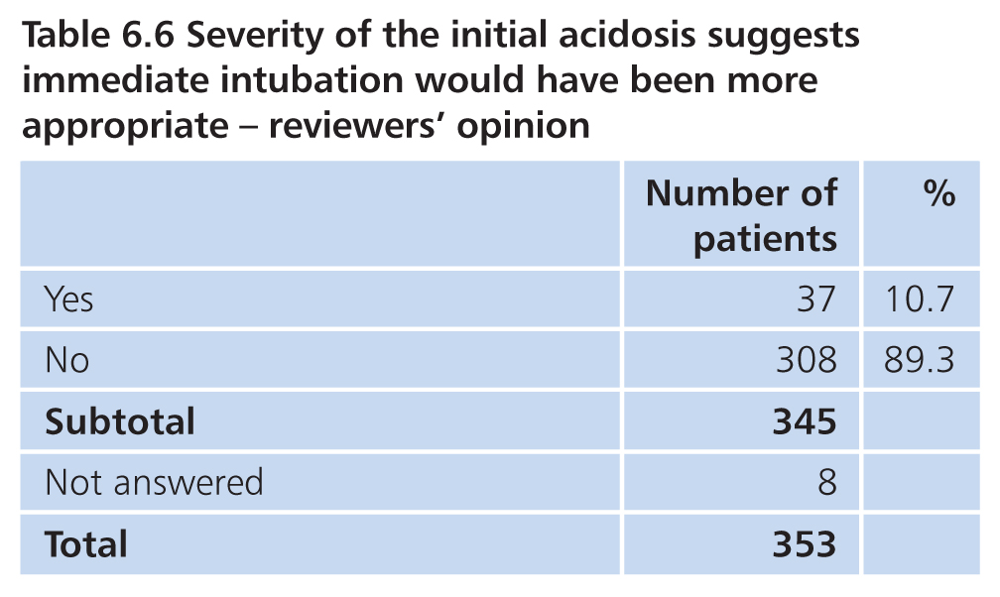 Table 6.6 Severity of the initial acidosis suggests
immediate intubation would have been more
appropriate – reviewers’ opinion
Number of patients %
Yes 37 10.7
No 308 89.3
Subtotal 345
Not answered 8
Total 353